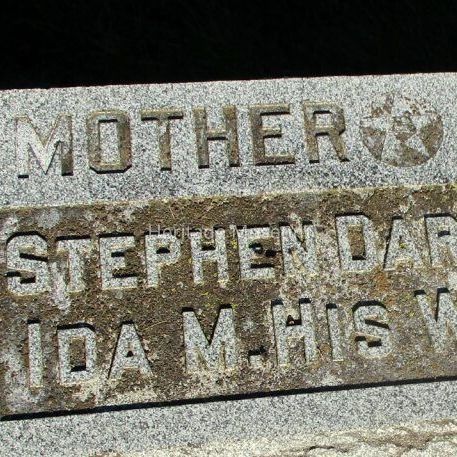 MOTHER
STEPHEN DAR
IDA M. HIS W